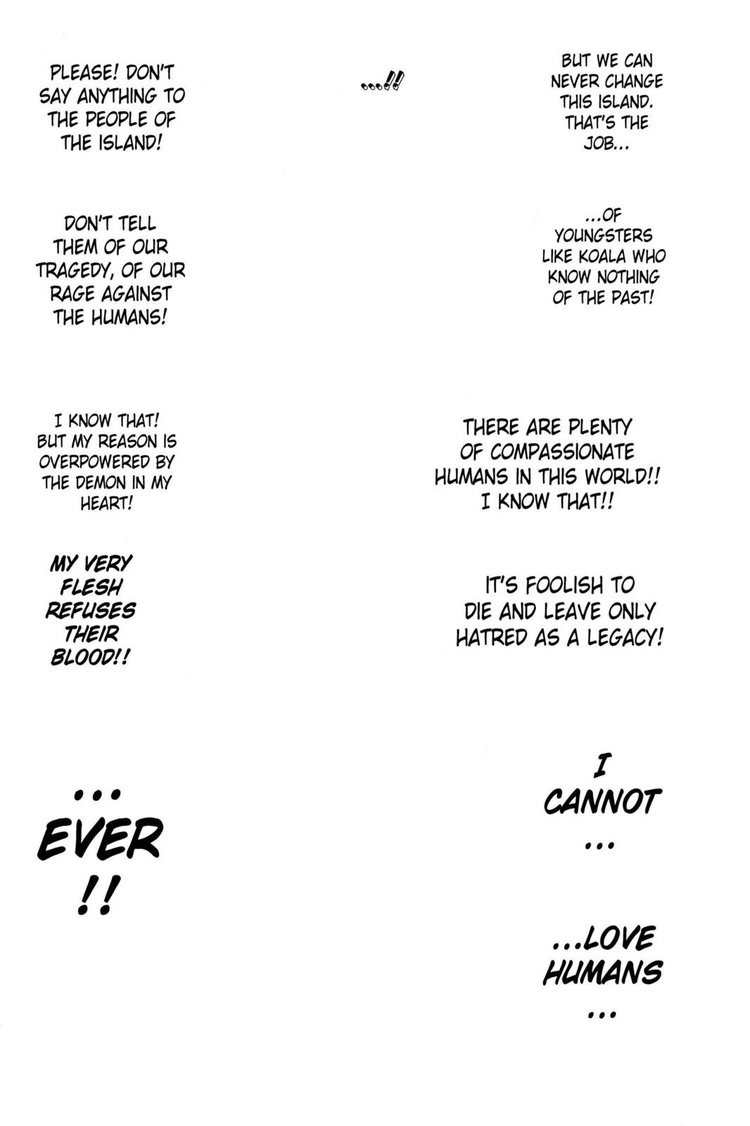 BUT WE CAN
NEVER CHANGE
THIS ISLAND.
THAT'S THE
JOB...
...!!
PLEASE! DON'T
SAY ANYTHING TO
THE PEOPLE OF
THE ISLAND!
...OF
YOUNGSTERS
LIKE KOALA WHO
KNOW NOTHING
OF THE PAST!
DON'T TELL
THEM OF OUR
TRAGEDY, OF OUR
RAGE AGAINST
THE HUMANS!
THERE ARE PLENTY
OF COMPASSIONATE
HUMANS IN THIS WORLD!!
I KNOW THAT!!
IT'S FOOLISH TO
DIE AND LEAVE ONLY
HATRED AS A LEGACY!
I KNOW THAT!
BUT MY REASON IS
OVERPOWERED BY
THE DEMON IN MY
HEART!
MY VERY
FLESH
REFUSES
THEIR
BLOOD!!
I
CANNOT
...
...LOVE
HUMANS
...
...
EVER
!!